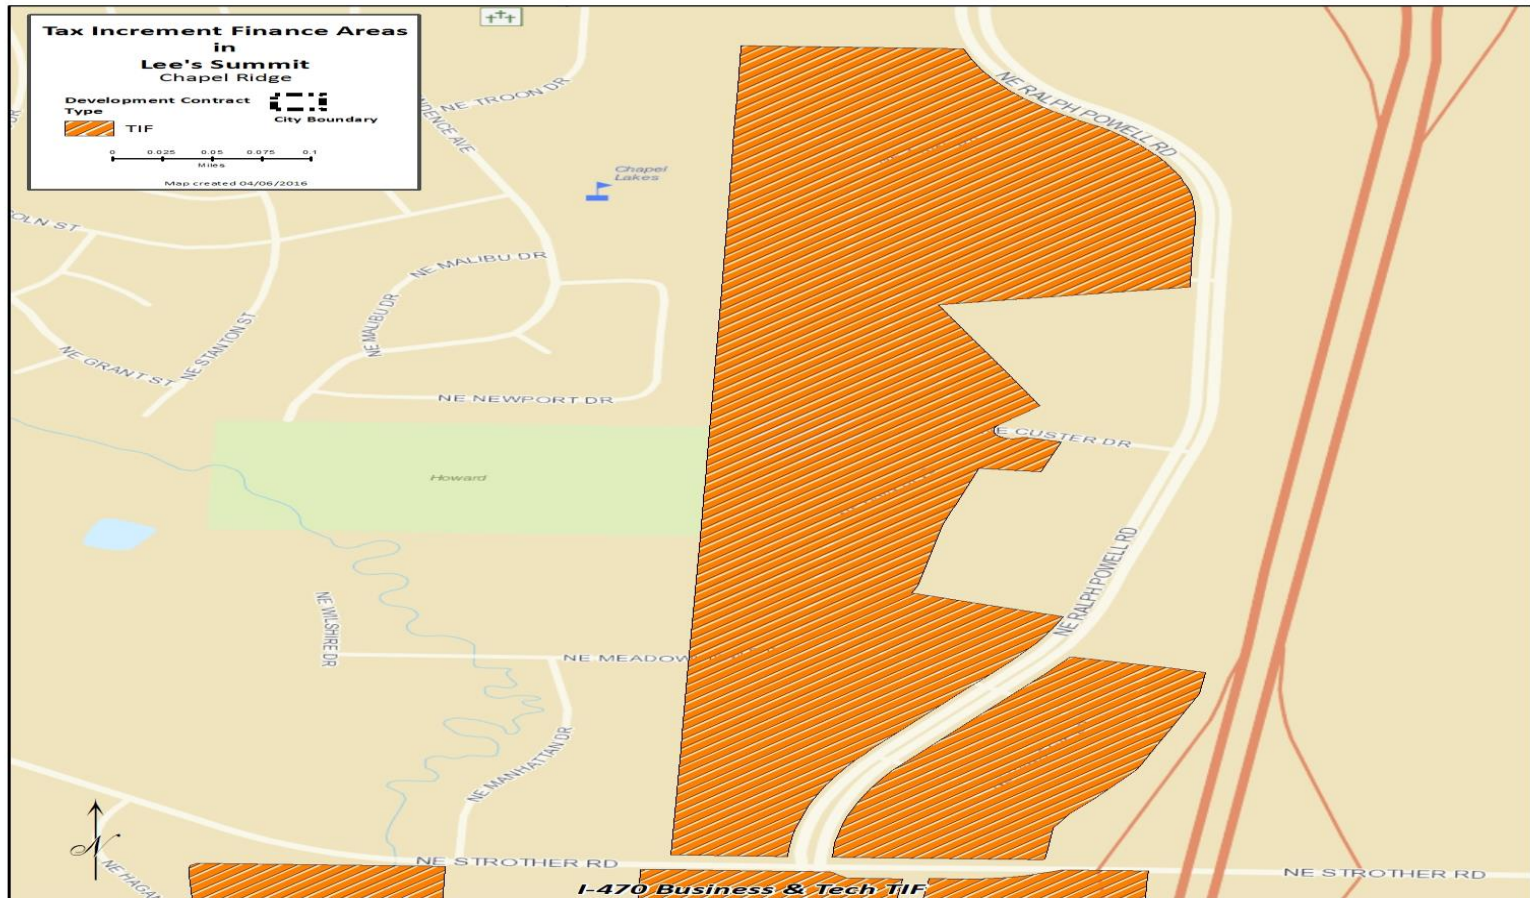 Tax Increment Finance Areas
in
Lee's Summit
Chapel Ridge
Development Contract
Type
TIF
City Boundary
0 0.025 0.05 0.075 0.1
Miles
Map created 04/06/2016
NE TROON DR
NE RALPH POWELL RD
Chapel
Lakes
NE MALIBU DR
NE MALIBU DR
NE STANTON ST
NE GRANT ST
NE NEWPORT DR
E CUSTER DR
Howard
NE RALPH POWELL RD
NE WILSHIRE DR
NE MEADOW
NE MANHATTAN DR
N
NE STROTHER RD
NE STROTHER RD
NE HAGAN
I-470 Business & Tech TIF